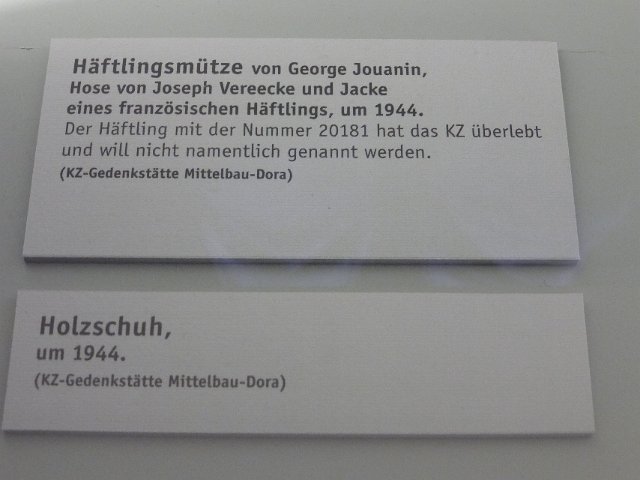 Häftlingsmütze von George Jouanin,
Hose von Joseph Vereecke und Jacke
eines französischen Häftlings, um 1944.
Der Häftling mit der Nummer 20181 hat das KZ überlebt
und will nicht namentlich genannt werden.
(KZ-Gedenkstätte Mittelbau-Dora)
Holzschuh,
um 1944.
(KZ-Gedenkstätte Mittelbau-Dora)